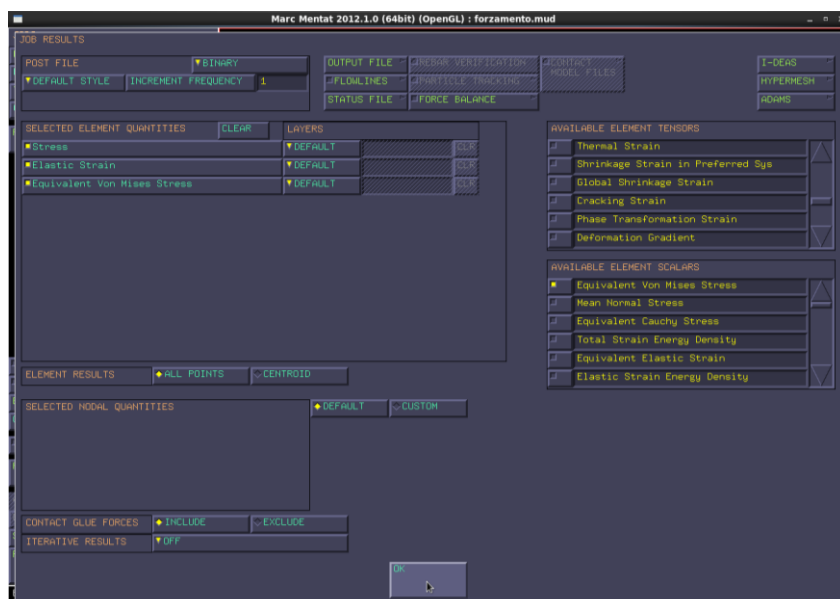 Marc Mentat 2012.1.0 (64bit) (OpenGL) : forzamento.mud
JOB RESULTS
POST FILE BINARY
DEFAULT STYLE INCREMENT FREQUENCY 1
OUTPUT FILE REBAR VERIFICATION CONTACT MODEL FILES
FLOWLINES PARTICLE TRACKING
STATUS FILE FORCE BALANCE
I-DEAS
HYPERMESH
ADAMS
SELECTED ELEMENT QUANTITIES CLEAR LAYERS
Stress DEFAULT CLR
Elastic Strain DEFAULT CLR
Equivalent Von Mises Stress DEFAULT CLR
AVAILABLE ELEMENT TENSORS
Thermal Strain
Shrinkage Strain in Preferred Sys
Global Shrinkage Strain
Cracking Strain
Phase Transformation Strain
Deformation Gradient
AVAILABLE ELEMENT SCALARS
Equivalent Von Mises Stress
Mean Normal Stress
Equivalent Cauchy Stress
Total Strain Energy Density
Equivalent Elastic Strain
Elastic Strain Energy Density
ELEMENT RESULTS ALL POINTS CENTROID
SELECTED NODAL QUANTITIES DEFAULT CUSTOM
CONTACT GLUE FORCES INCLUDE EXCLUDE
ITERATIVE RESULTS OFF
OK